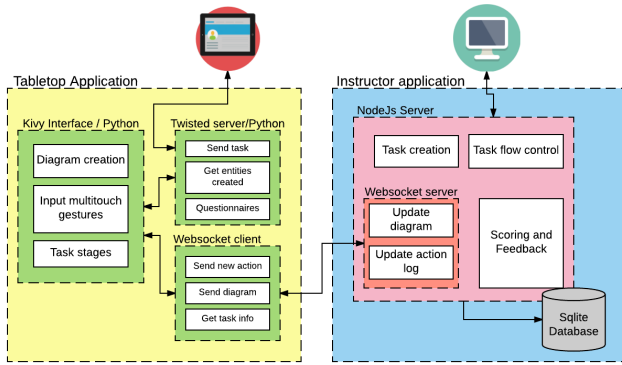 Tabletop Application
Kivy Interface / Python
Diagram creation
Input multitouch
gestures
Task stages
Twisted server/Python
Send task
Get entities
created
Questionnaires
Websocket client
Send new action
Send diagram
Get task info
Instructor application
NodeJs Server
Task creation
Task flow control
Websocket server
Update
diagram
Update action
log
Scoring and
Feedback
Sqlite
Database